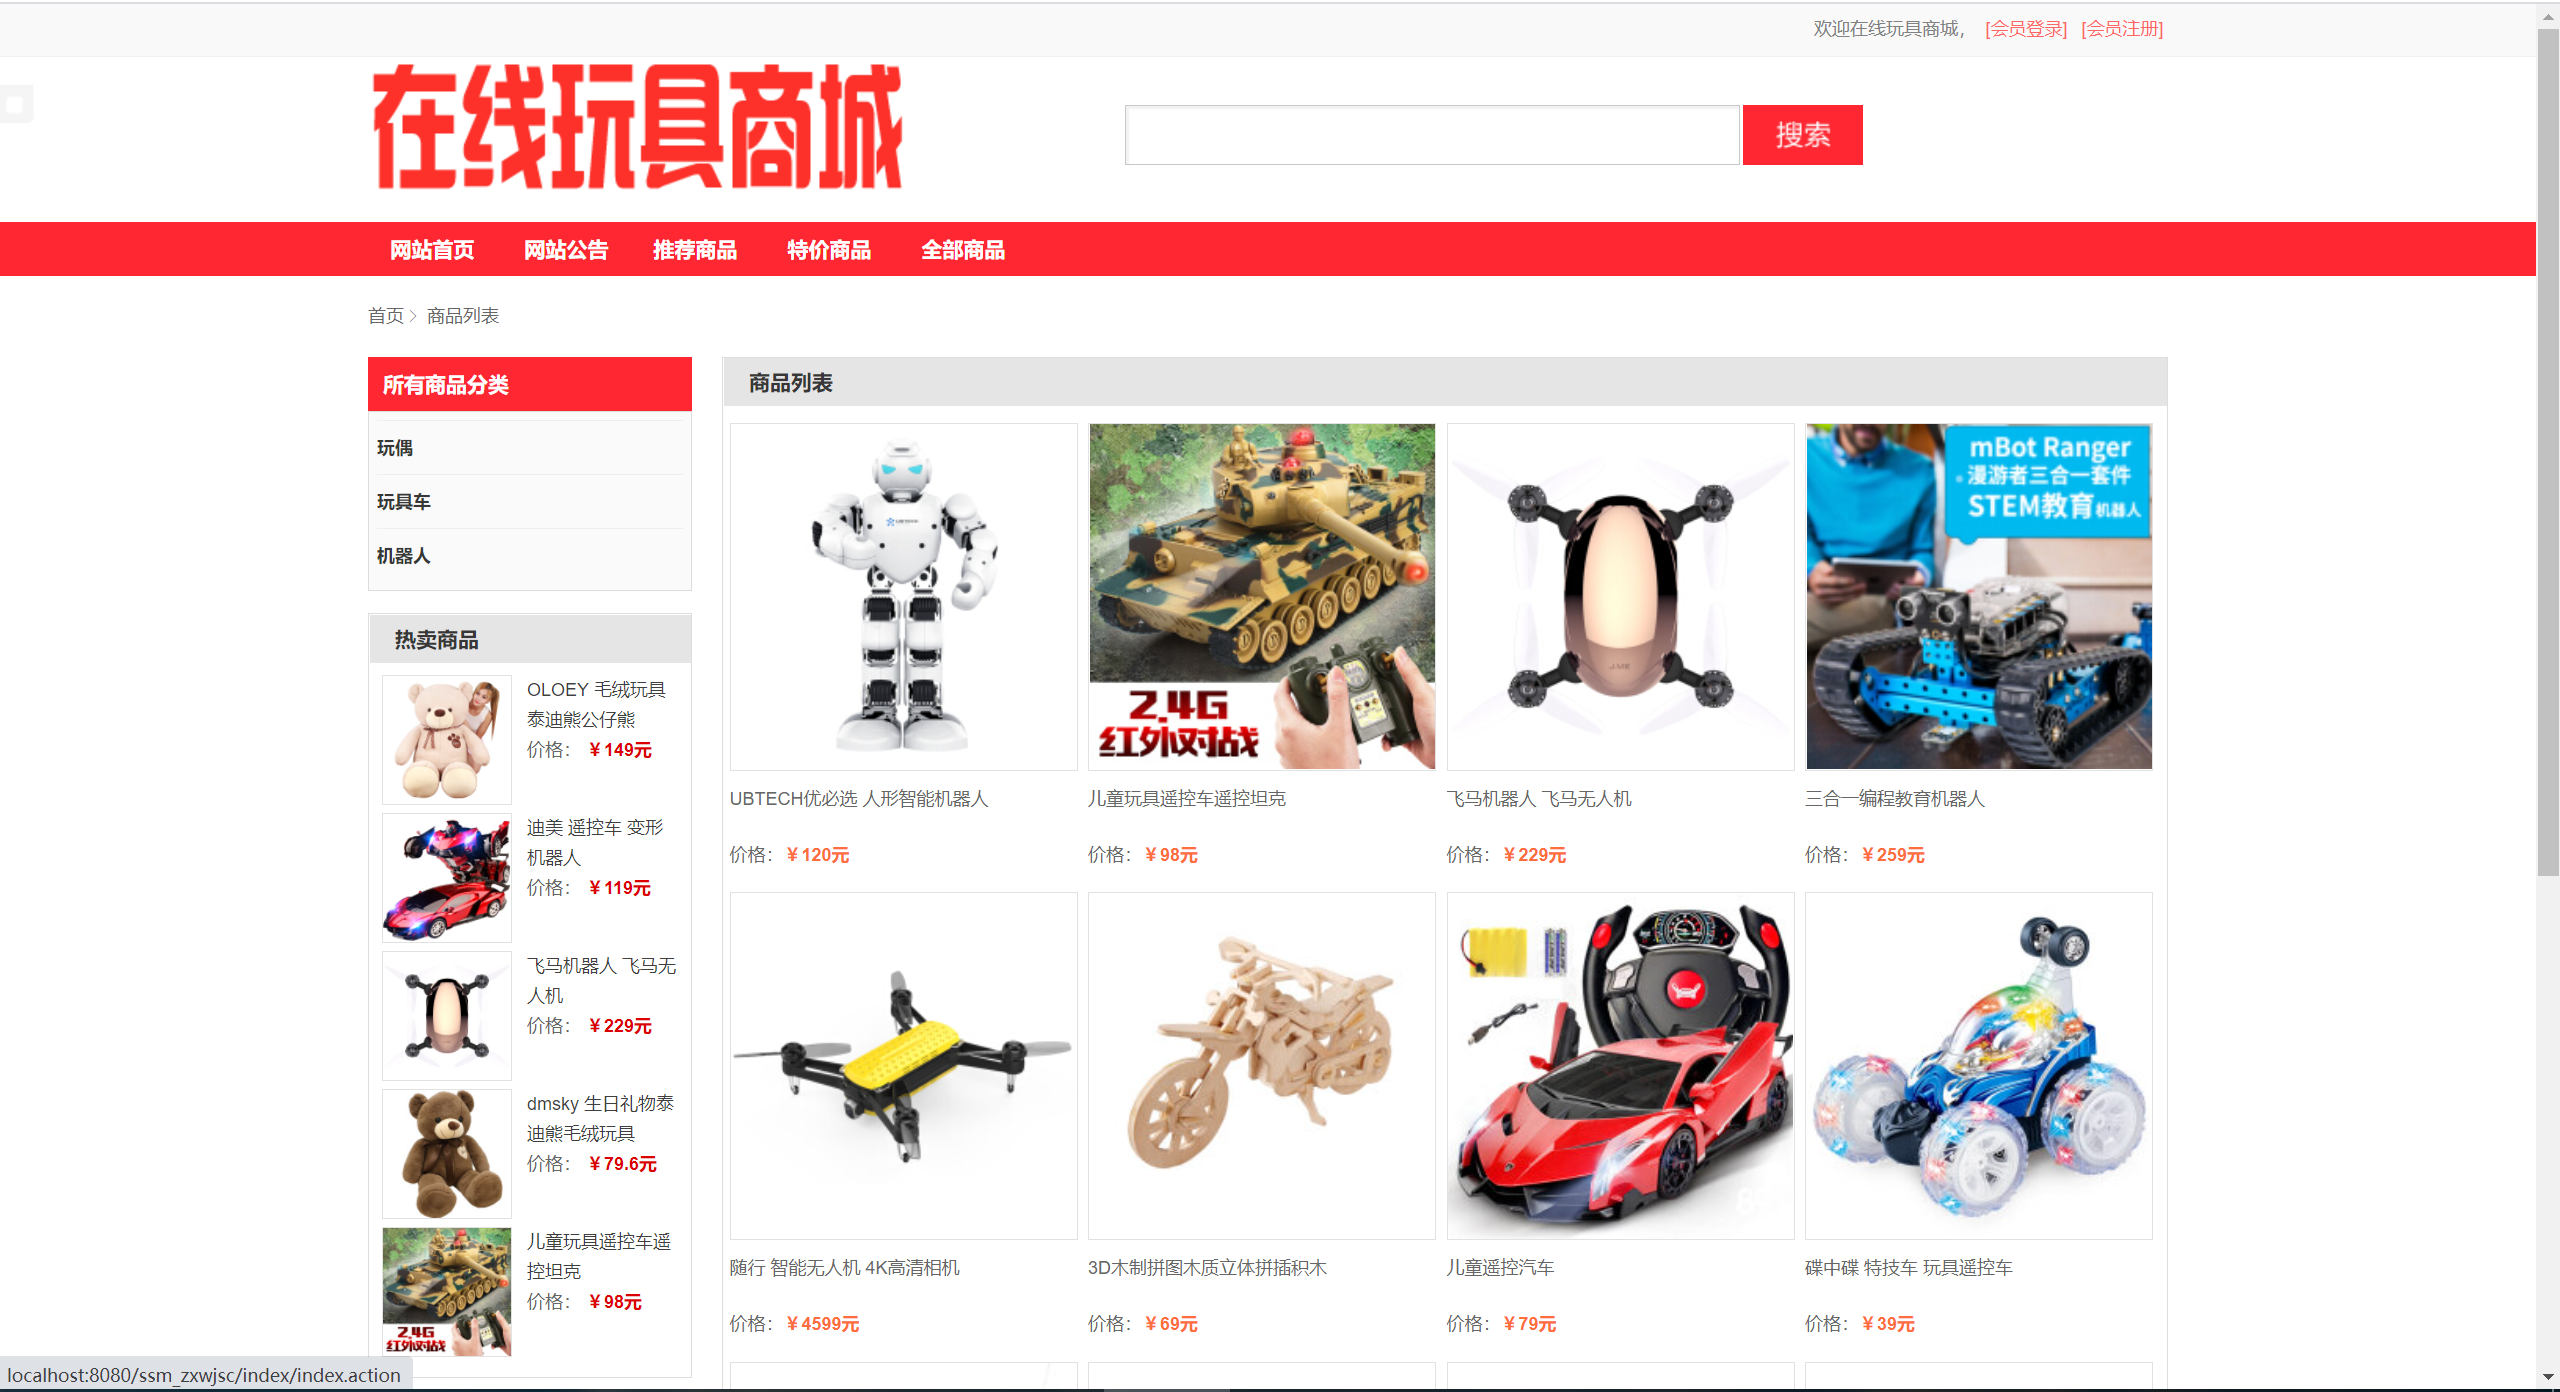 欢迎在线玩具商城， [会员登录] [会员注册]
在线玩具商城
搜索
网站首页 网站公告 推荐商品 特价商品 全部商品
首页 > 商品列表
所有商品分类
玩偶
玩具车
机器人
热卖商品
OLOEY 毛绒玩具
泰迪熊公仔熊
价格： ￥149元
迪美 遥控车 变形
机器人
价格： ￥119元
飞马机器人 飞马无
人机
价格： ￥229元
dmsky 生日礼物泰
迪熊毛绒玩具
价格： ￥79.6元
儿童玩具遥控车遥
控坦克
价格： ￥98元
2.4G
红外对战
商品列表
2.4G
红外对战
mBot Ranger
漫游者三合一套件
STEM教育机器人
UBTECH优必选 人形智能机器人
儿童玩具遥控车遥控坦克
飞马机器人 飞马无人机
三合一编程教育机器人
价格：￥120元
价格：￥98元
价格：￥229元
价格：￥259元
随行 智能无人机 4K高清相机
3D木制拼图木质立体拼插积木
儿童遥控汽车
碟中碟 特技车 玩具遥控车
价格：￥4599元
价格：￥69元
价格：￥79元
价格：￥39元
localhost:8080/ssm_zxwjsc/index/index.action